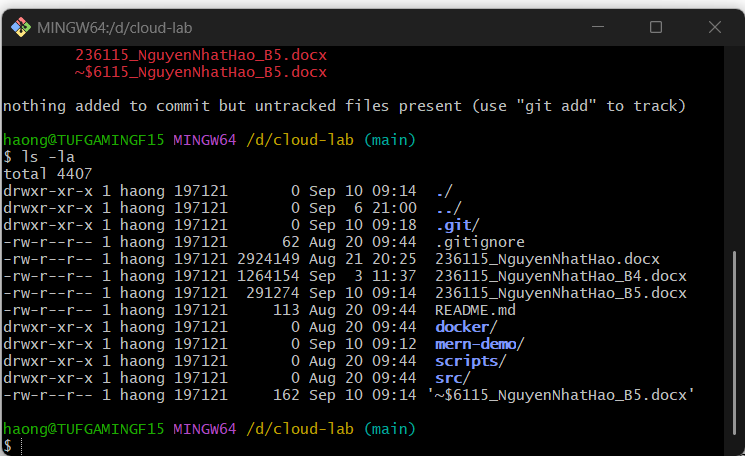 MINGW64:/d/cloud-lab
236115_NguyenNhatHao_B5.docx
~$6115_NguyenNhatHao_B5.docx
nothing added to commit but untracked files present (use "git add" to track)
haong@TUFGAMINGF15 MINGW64 /d/cloud-lab (main)
$ ls -la
total 4407
drwxr-xr-x 1 haong 197121       0 Sep 10 09:14  ./
drwxr-xr-x 1 haong 197121       0 Sep  6 21:00  ../
drwxr-xr-x 1 haong 197121       0 Sep 10 09:18  .git/
-rw-r--r-- 1 haong 197121      62 Aug 20 09:44  .gitignore
-rw-r--r-- 1 haong 197121 2924149 Aug 21 20:25  236115_NguyenNhatHao.docx
-rw-r--r-- 1 haong 197121 1264154 Sep  3 11:37  236115_NguyenNhatHao_B4.docx
-rw-r--r-- 1 haong 197121  291274 Sep 10 09:14  236115_NguyenNhatHao_B5.docx
-rw-r--r-- 1 haong 197121     113 Aug 20 09:44  README.md
drwxr-xr-x 1 haong 197121       0 Aug 20 09:44  docker/
drwxr-xr-x 1 haong 197121       0 Sep 10 09:12  mern-demo/
drwxr-xr-x 1 haong 197121       0 Aug 20 09:44  scripts/
drwxr-xr-x 1 haong 197121       0 Aug 20 09:44  src/
-rw-r--r-- 1 haong 197121     162 Sep 10 09:14 '~$6115_NguyenNhatHao_B5.docx'
haong@TUFGAMINGF15 MINGW64 /d/cloud-lab (main)
$